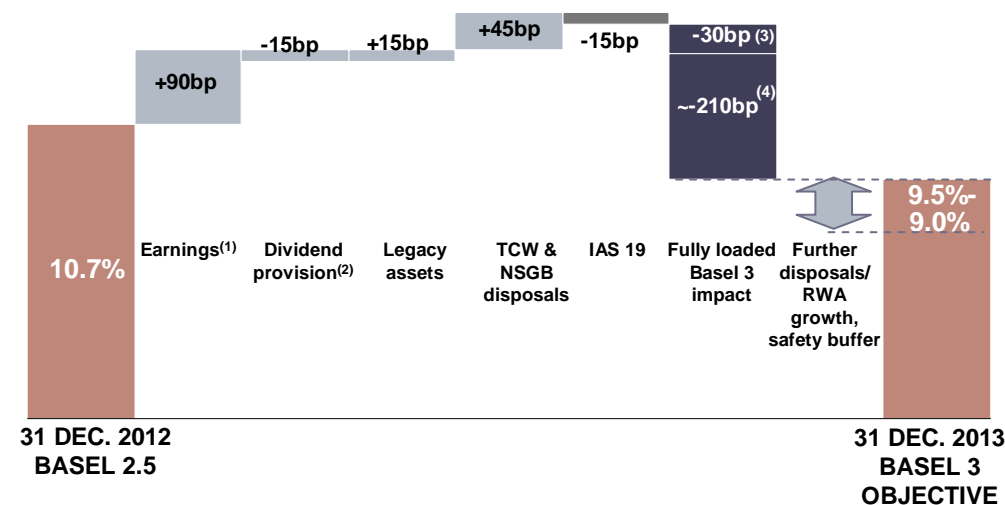 +90bp
-15bp
+15bp
+45bp
-15bp
-30bp (3)
~-210bp(4)
10.7%
9.5%-
9.0%
Earnings(1)
Dividend
provision(2)
Legacy
assets
TCW &
NSGB
disposals
IAS 19
Fully loaded
Basel 3
impact
Further
disposals/
RWA
growth,
safety buffer
31 DEC. 2012
BASEL 2.5
31 DEC. 2013
BASEL 3
OBJECTIVE